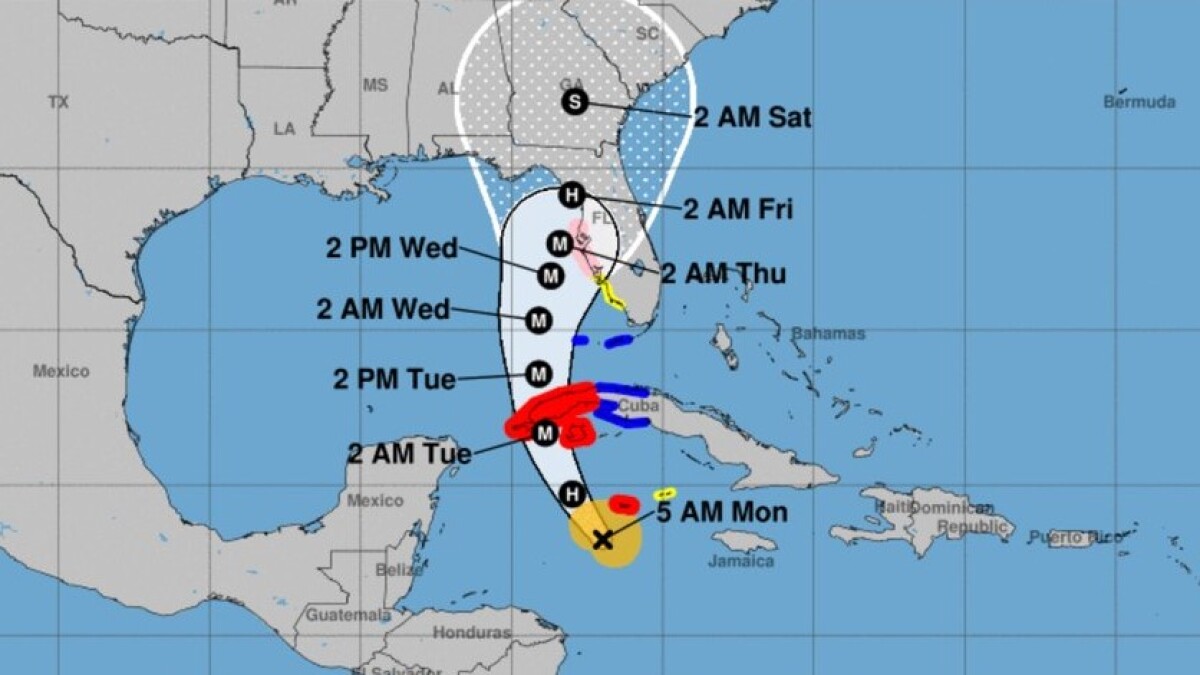 AR
SC
TX
MS
AL
GA
LA
S
2 AM Sat
Bermuda
H
2 AM Fri
FL
2 PM Wed
M
M
2 AM Thu
2 AM Wed
M
Bahamas
Mexico
2 PM Tue
M
Cuba
2 AM Tue
M
Mexico
H
5 AM Mon
Haiti
Dominican
Republic
Puerto Rico
Jamaica
Belize
Guatemala
Honduras
El Salvador